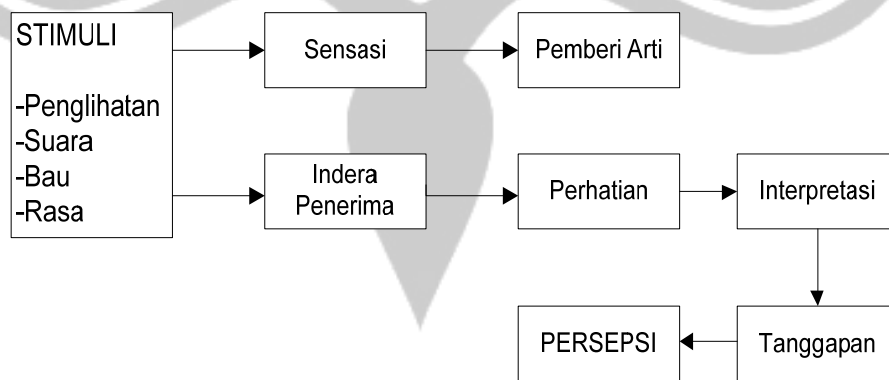 STIMULI
-Penglihatan
-Suara
-Bau
-Rasa
Sensasi
Pemberi Arti
Indera
Penerima
Perhatian
Interpretasi
Tanggapan
PERSEPSI